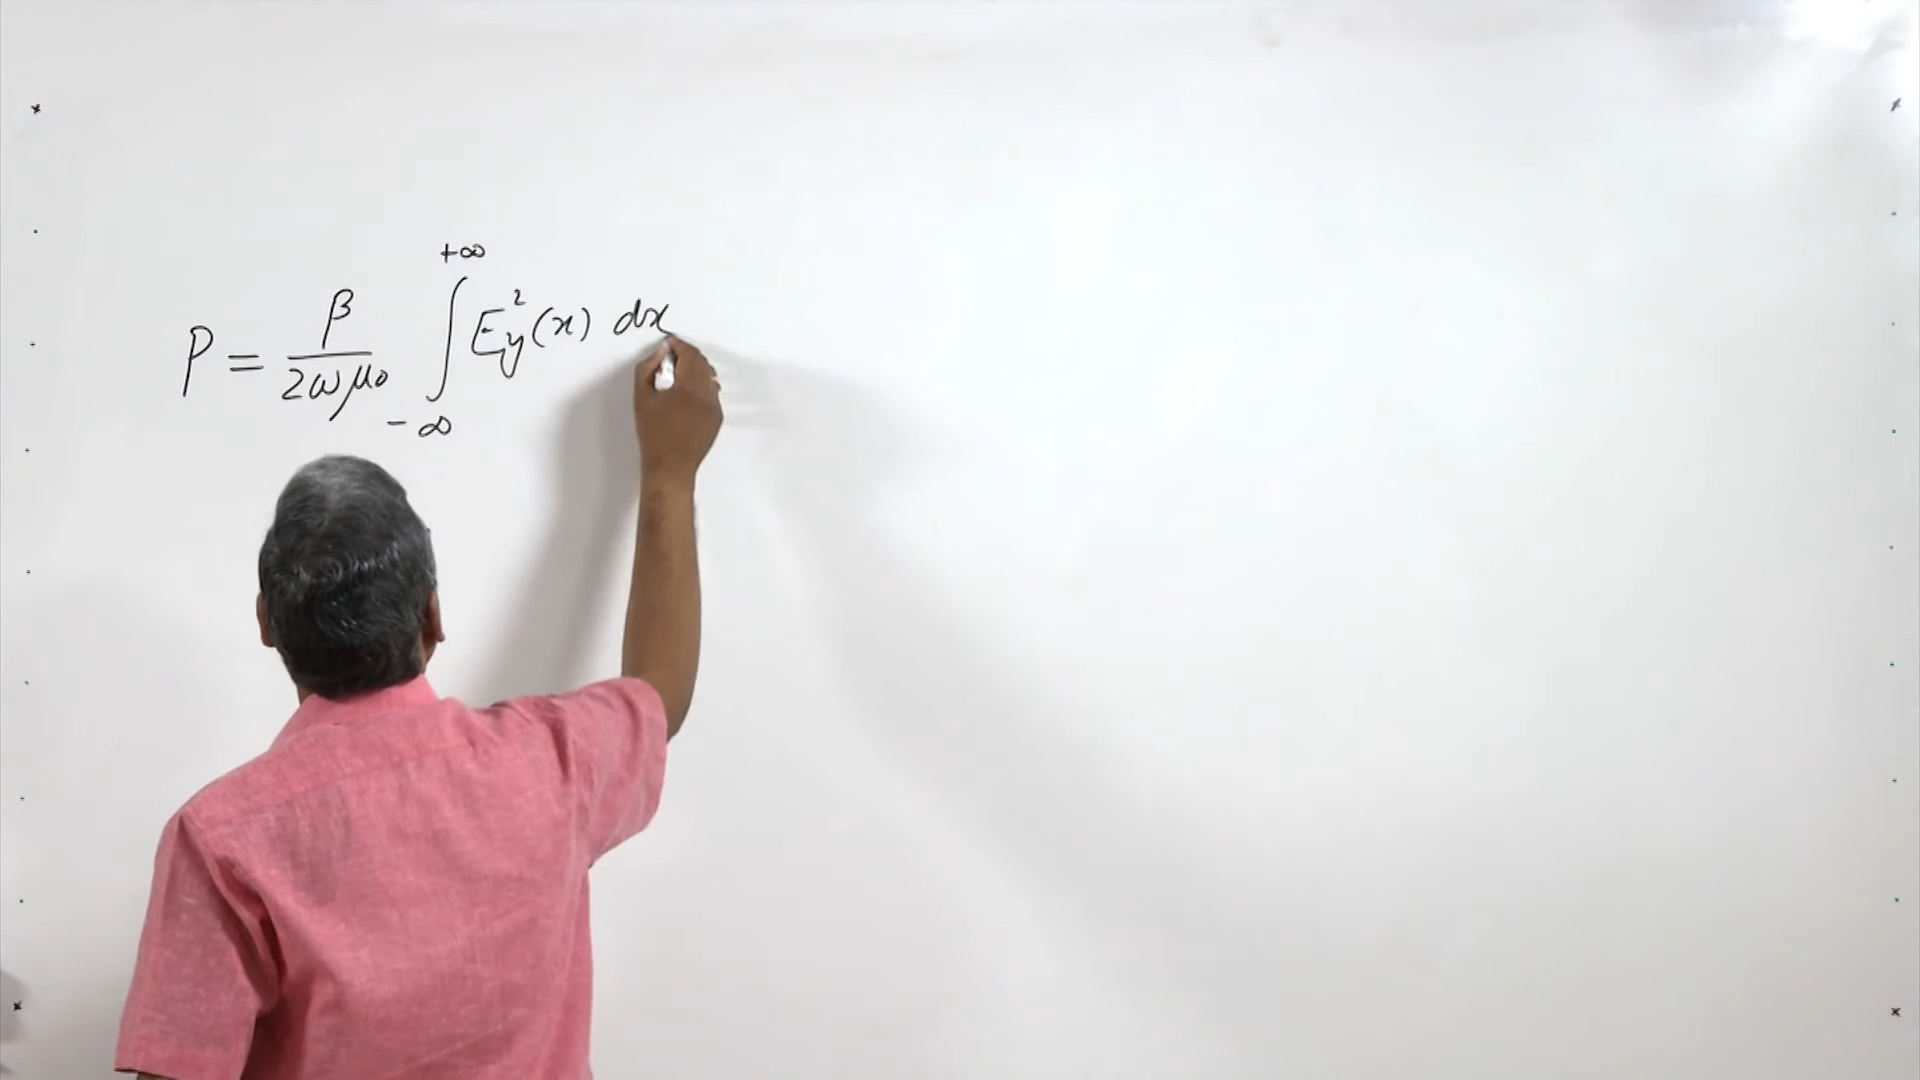 P = β/2ωμ₀ ∫₋∞⁺∞ E_y²(x) dx